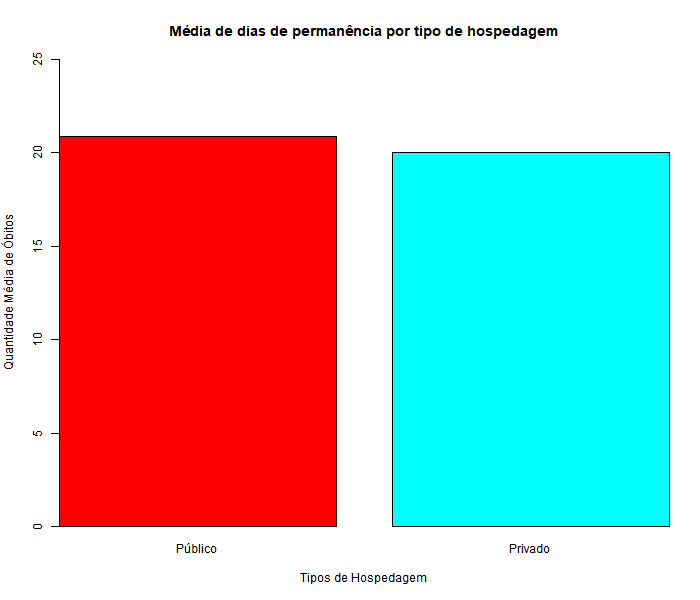 Média de dias de permanência por tipo de hospedagem
25
20
15
10
5
0
Quantidade Média de Óbitos
Público
Privado
Tipos de Hospedagem